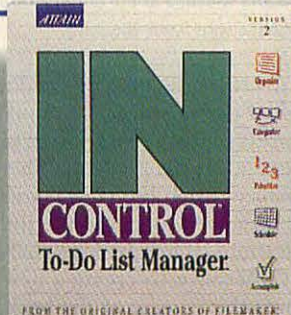 ATTAIN
VERSION
2
IN
CONTROL
To-Do List Manager.
Organize
Categorize
123
Prioritize
Schedule
Accomplish
FROM THE ORIGINAL CREATORS OF FILEMAKER.